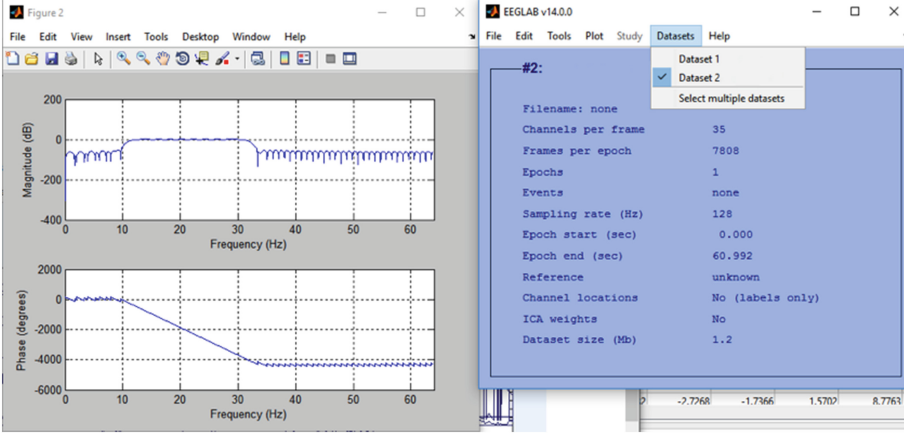 Figure 2
File Edit View Insert Tools Desktop Window Help
200
0
-200
-400
Magnitude (dB)
0 10 20 30 40 50 60
Frequency (Hz)
2000
0
-2000
-4000
-6000
Phase (degrees)
0 10 20 30 40 50 60
Frequency (Hz)
EEGLAB v14.0.0
File Edit Tools Plot Study Datasets Help
Dataset 1
Dataset 2
Select multiple datasets
#2:
Filename: none
Channels per frame 35
Frames per epoch 7808
Epochs 1
Events none
Sampling rate (Hz) 128
Epoch start (sec) 0.000
Epoch end (sec) 60.992
Reference unknown
Channel locations No (labels only)
ICA weights No
Dataset size (Mb) 1.2
-2.7268 -1.7366 1.5702 8.7763